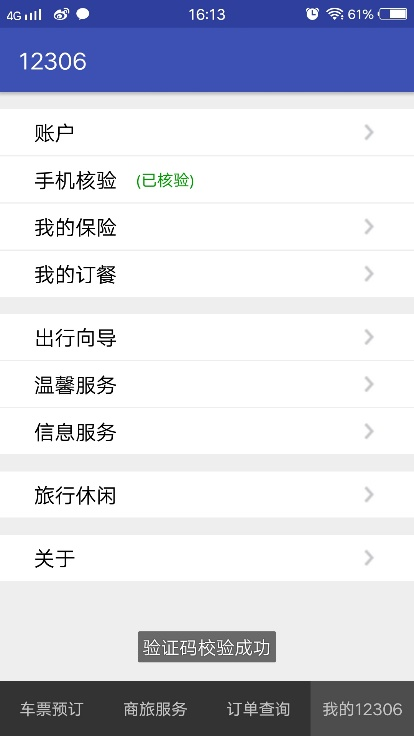 4G 16:13 61%
12306
账户
手机核验 (已核验)
我的保险
我的订餐
出行向导
温馨服务
信息服务
旅行休闲
关于
验证码校验成功
车票预订 商旅服务 订单查询 我的12306